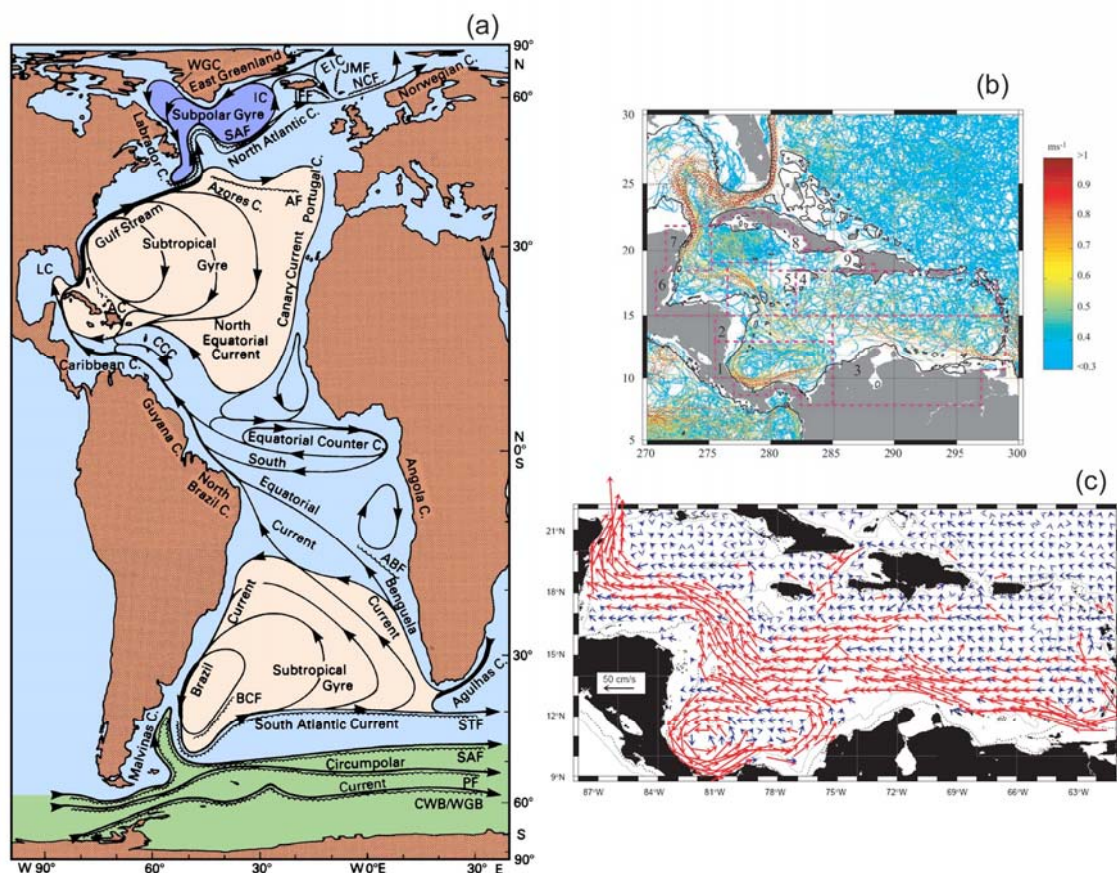 (a)
90°
N
WGC
East Greenland C.
EIC
JMF
NCF
Norwegian C.
IFF
60°
IC
Subpolar Gyre
SAF
North Atlantic C.
Labrador C.
Portugal C.
Azores C.
AF
Gulf Stream
Subtropical
Gyre
30°
Canary Current
LC
AC
North
Equatorial
Current
CCC
Caribbean C.
Guyana C.
Equatorial Counter C.
N
0°
S
South
North
Brazil C.
Equatorial
Current
Angola C.
ABF
Benguela
Current
Current
Brazil
Subtropical
Gyre
30°
BCF
Agulhas C.
South Atlantic Current
STF
Malvinas C.
SAF
Circumpolar
Current
PF
CWB/WGB
60°
S
90°
W 90° 60° 30° W 0° E 30° E
(b)
30
25
20
15
10
5
270 275 280 285 290 295 300
7
8
9
6
5
4
2
1
3
ms-1
>1
0.9
0.8
0.7
0.6
0.5
0.4
<0.3
(c)
21°N
18°N
15°N
12°N
9°N
50 cm/s
87°W 84°W 81°W 78°W 75°W 72°W 69°W 66°W 63°W